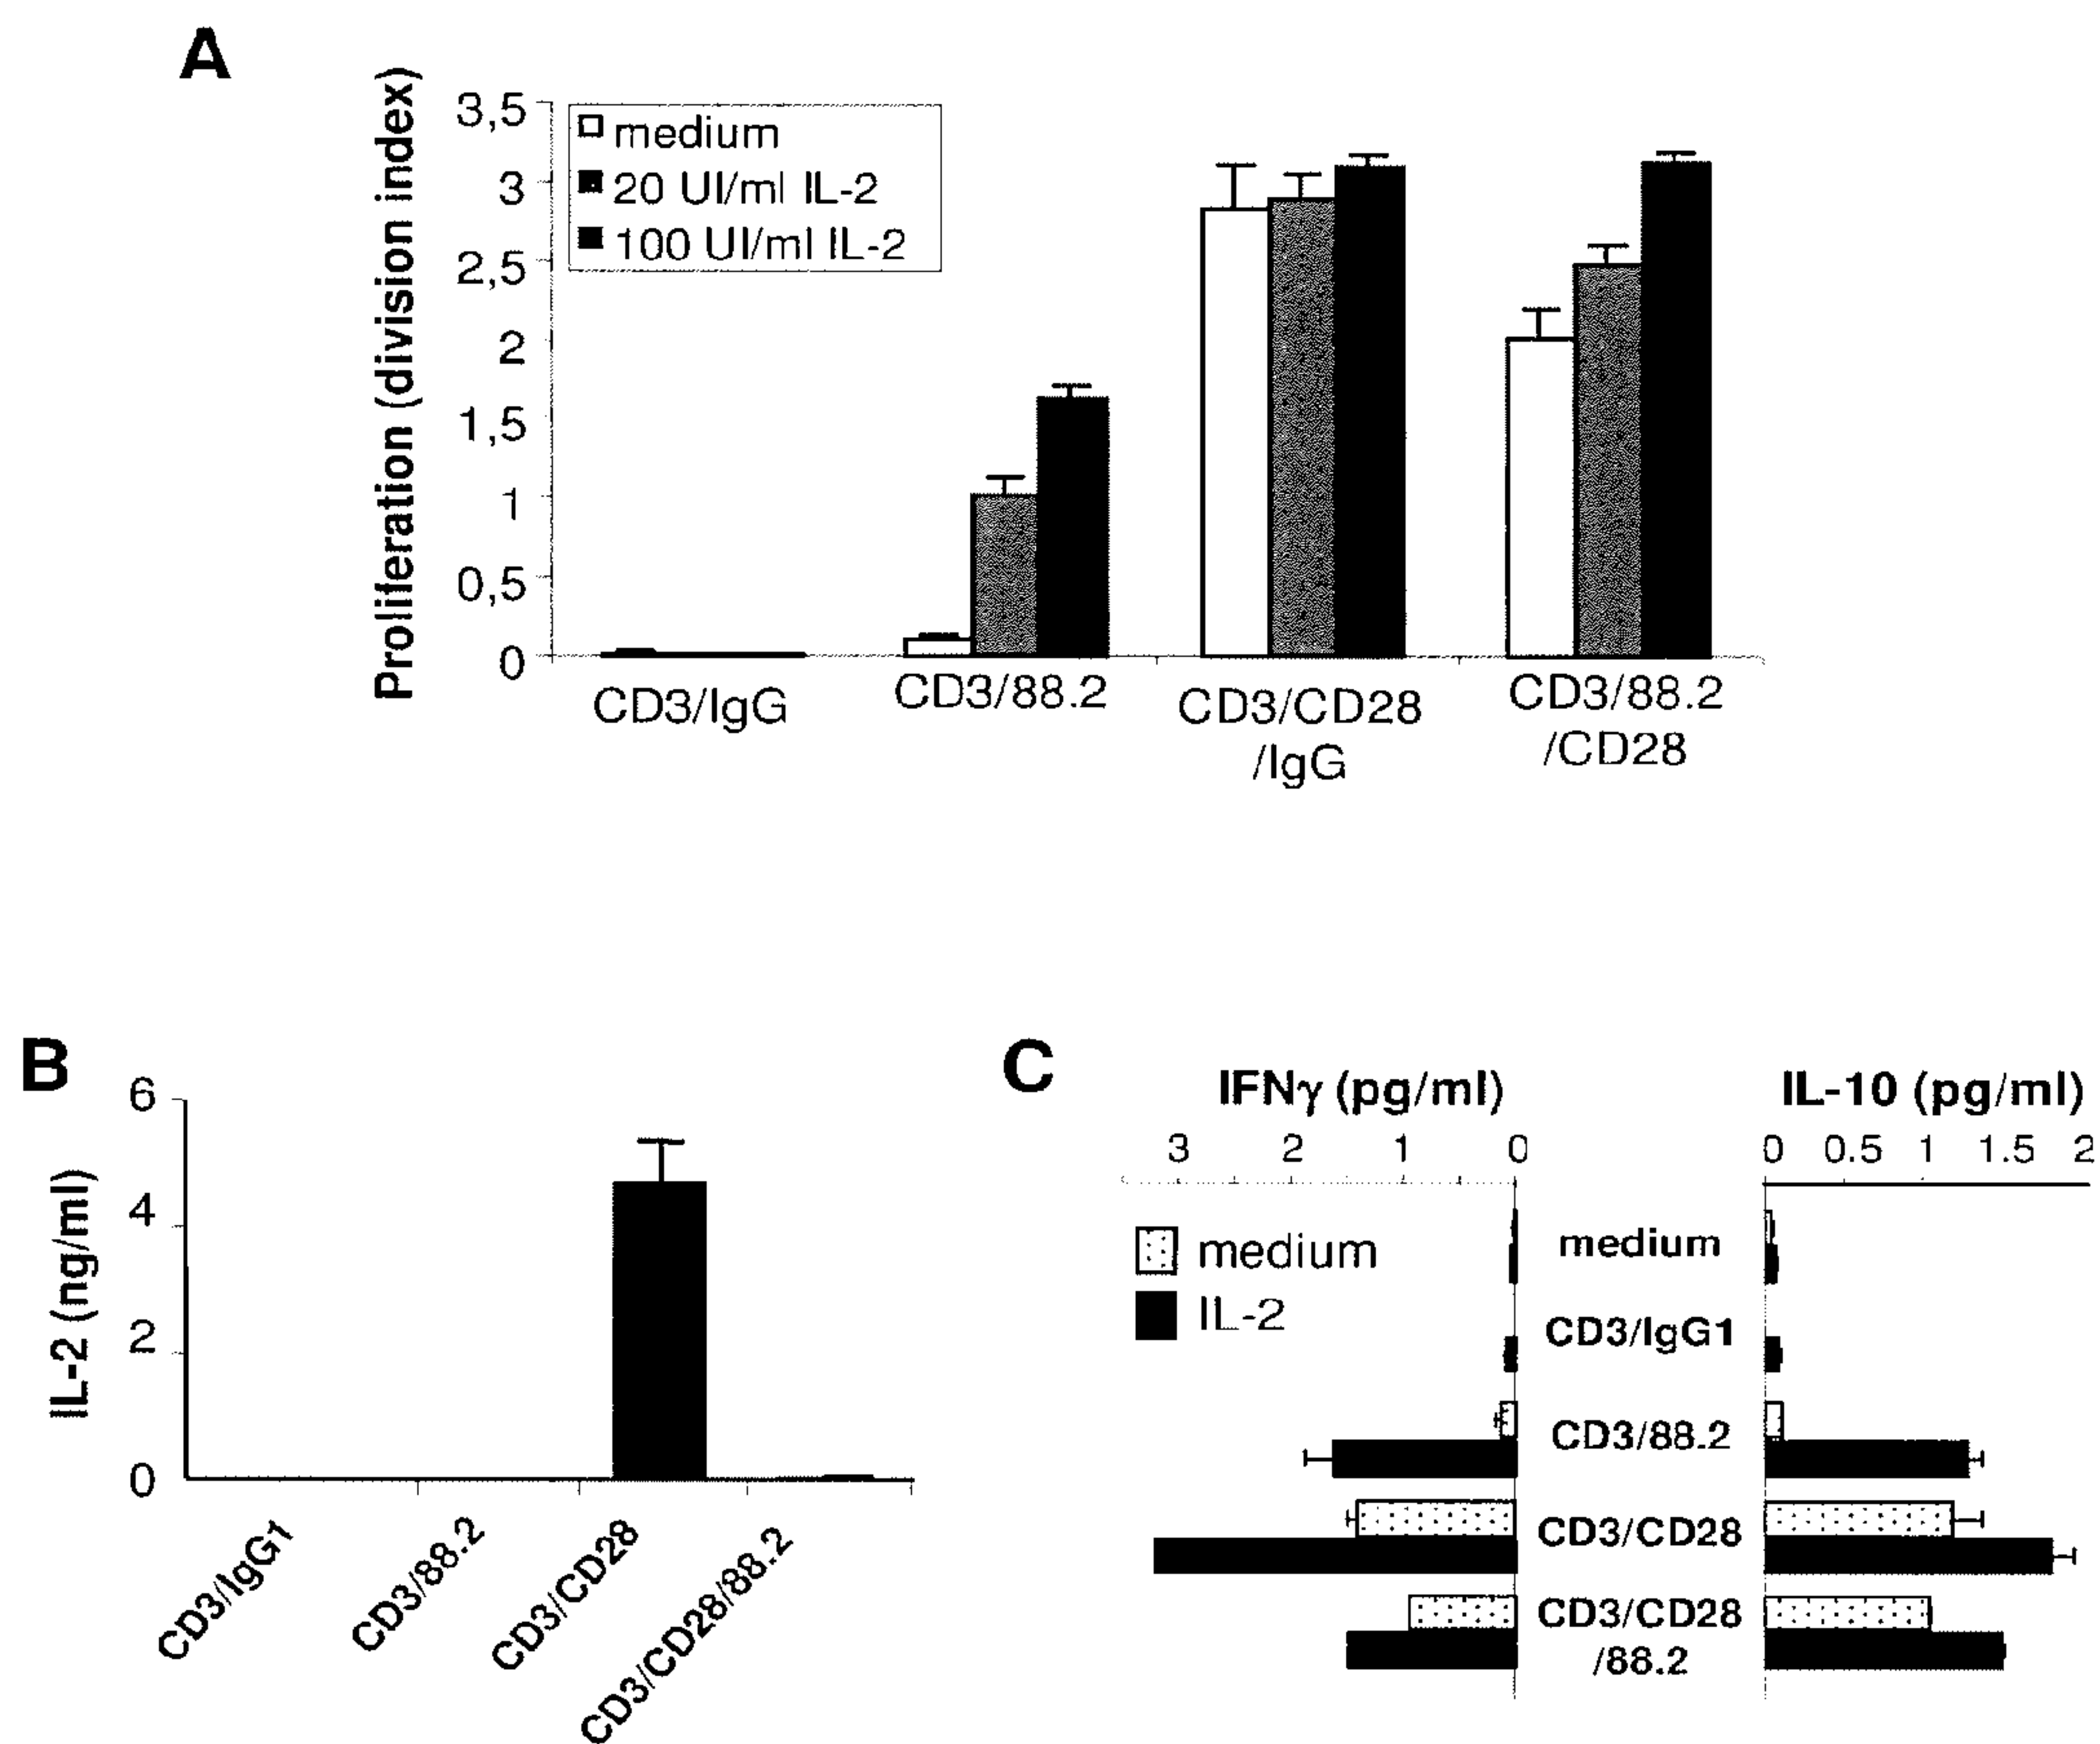 A
Proliferation (division index)
3,5
3
2,5
2
1,5
1
0,5
0
medium
20 UI/ml IL-2
100 UI/ml IL-2
CD3/IgG
CD3/88.2
CD3/CD28
/IgG
CD3/88.2
/CD28
B
IL-2 (ng/ml)
6
4
2
0
CD3/IgG1
CD3/88.2
CD3/CD28
CD3/CD28/88.2
C
IFNγ (pg/ml)
3 2 1 0
IL-10 (pg/ml)
0 0.5 1 1.5 2
medium
IL-2
medium
CD3/IgG1
CD3/88.2
CD3/CD28
CD3/CD28
/88.2